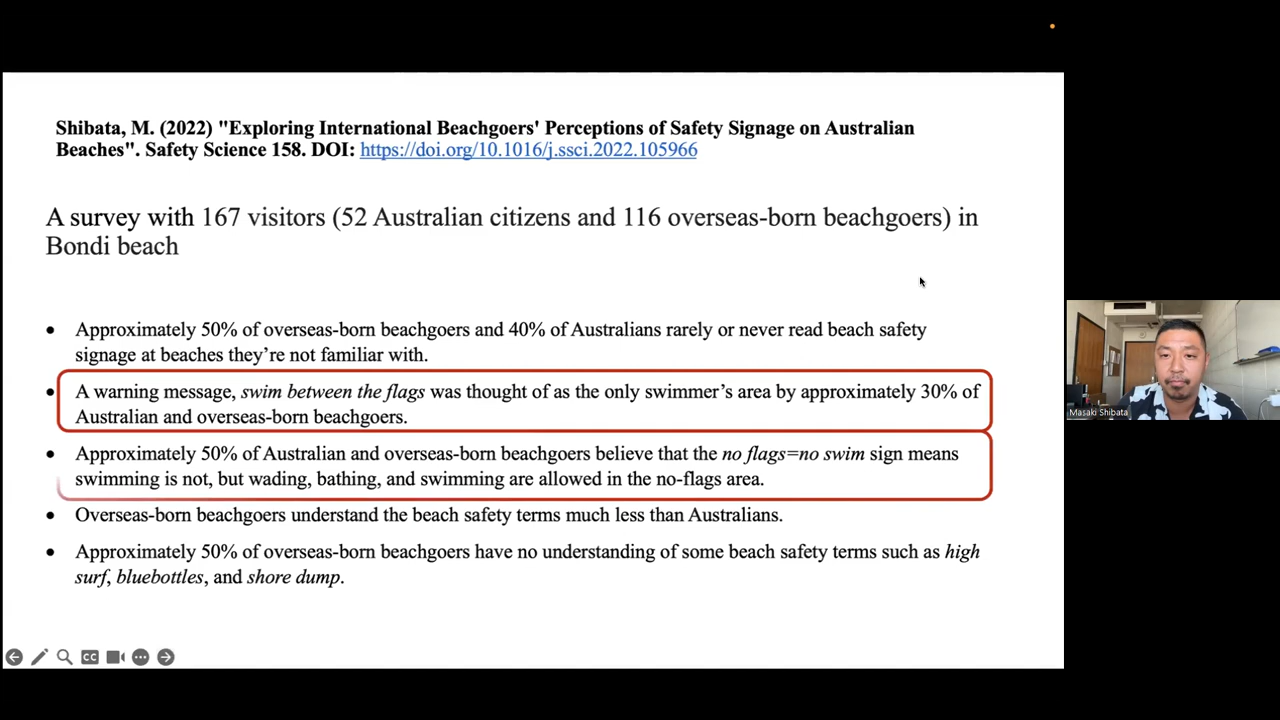 Shibata, M. (2022) "Exploring International Beachgoers' Perceptions of Safety Signage on Australian
Beaches". Safety Science 158. DOI: https://doi.org/10.1016/j.ssci.2022.105966
A survey with 167 visitors (52 Australian citizens and 116 overseas-born beachgoers) in
Bondi beach
• Approximately 50% of overseas-born beachgoers and 40% of Australians rarely or never read beach safety
signage at beaches they’re not familiar with.
• A warning message, swim between the flags was thought of as the only swimmer’s area by approximately 30% of
Australian and overseas-born beachgoers.
• Approximately 50% of Australian and overseas-born beachgoers believe that the no flags=no swim sign means
swimming is not, but wading, bathing, and swimming are allowed in the no-flags area.
• Overseas-born beachgoers understand the beach safety terms much less than Australians.
• Approximately 50% of overseas-born beachgoers have no understanding of some beach safety terms such as high
surf, bluebottles, and shore dump.
CC
Masaki Shibata